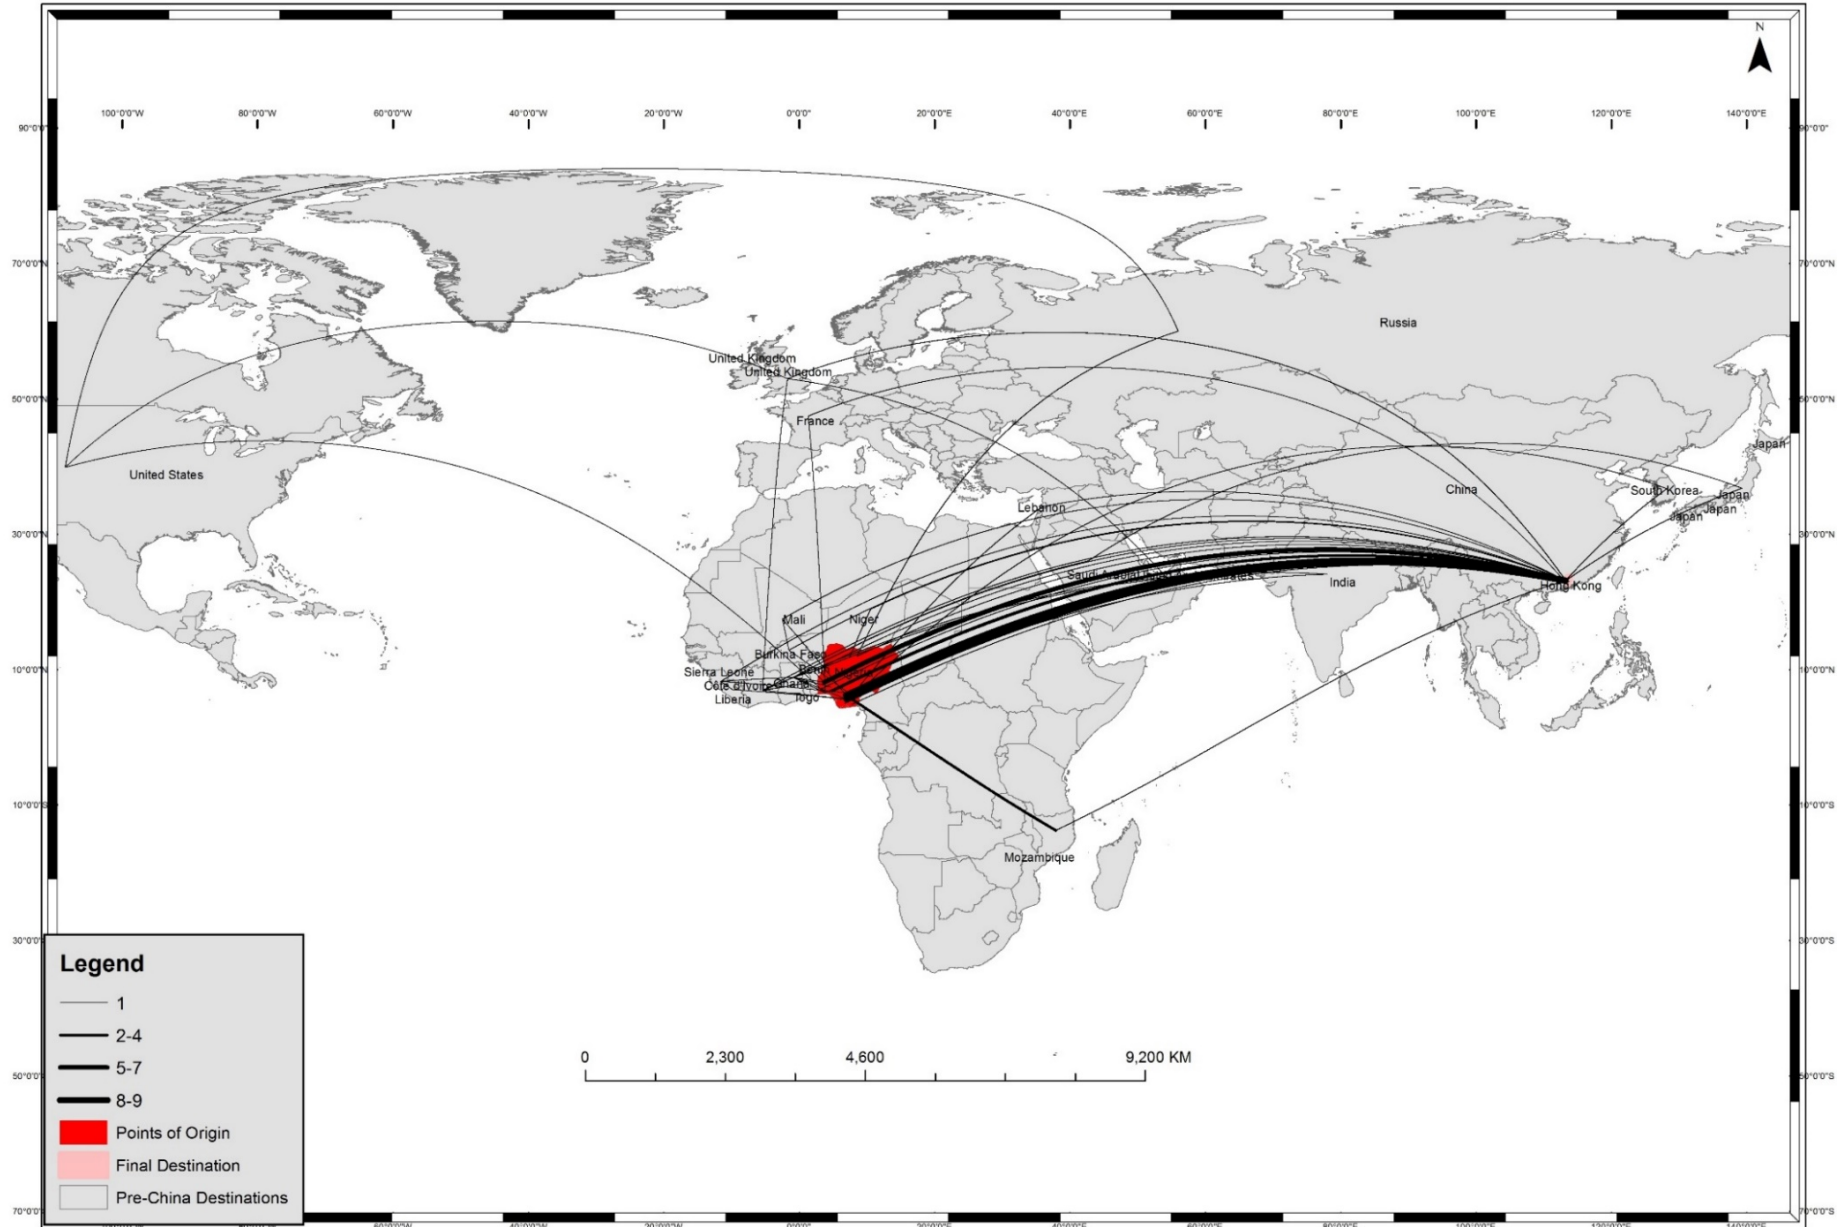 N
100°0'0"W 80°0'0"W 60°0'0"W 40°0'0"W 20°0'0"W 0°0'0" 20°0'0"E 40°0'0"E 60°0'0"E 80°0'0"E 100°0'0"E 120°0'0"E 140°0'0"E
90°0'0"
70°0'0"N
Russia
United Kingdom
United Kingdom
50°0'0"N
France
Japan
United States
China
South Korea
Japan
Lebanon
Japan
Japan
30°0'0"N
Saudi Arabia
India
Hong Kong
Mali
Niger
Burkina Faso
10°0'0"N
Sierra Leone
Benin
Côte d'Ivoire
Ghana
Liberia
Togo
10°0'0"S
Mozambique
30°0'0"S
Legend
1
2-4
5-7
8-9
Points of Origin
Final Destination
Pre-China Destinations
0 2,300 4,600 9,200 KM
50°0'0"S
70°0'0"S